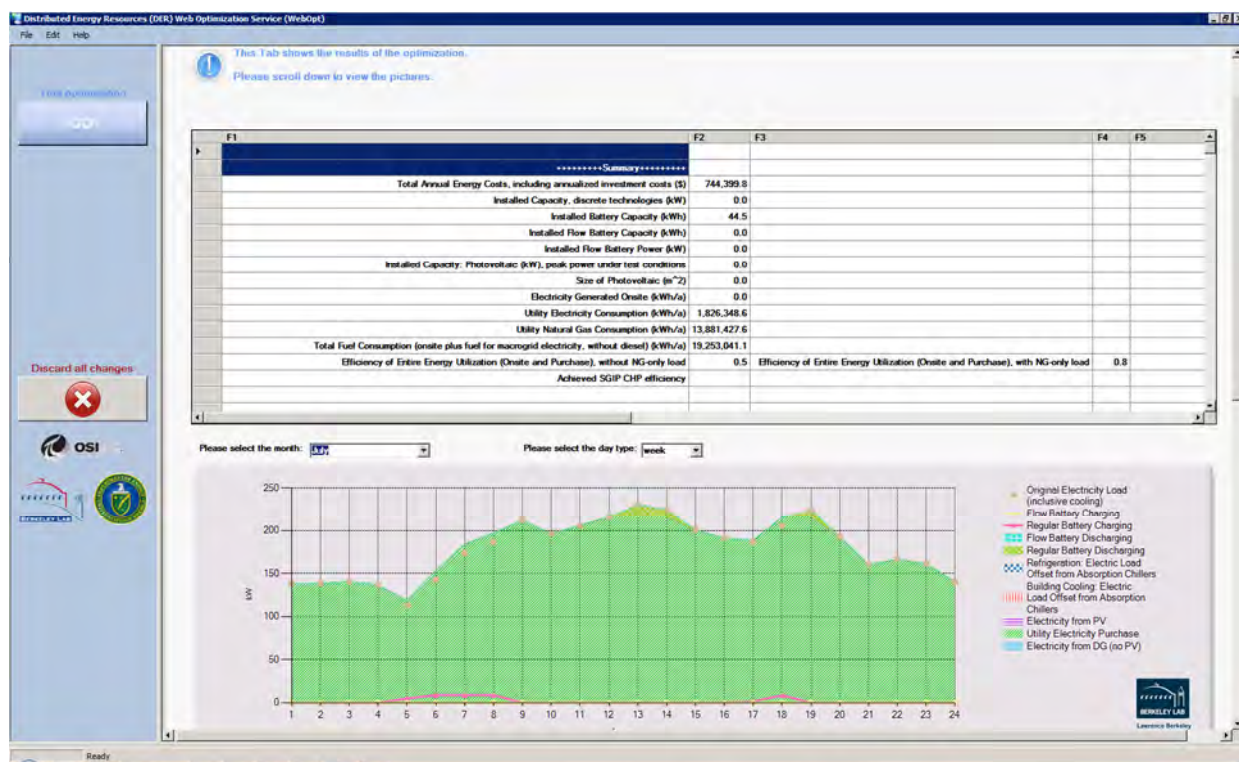 Distributed Energy Resources (DER) Web Optimization Service (WebOpt)
File Edit Help
This Tab shows the results of the optimization.
Please scroll down to view the pictures.
GO!
F1 F2 F3 F4 F5
+++++++++Summary+++++++++
Total Annual Energy Costs, including annualized investment costs ($) 744,399.8
Installed Capacity, discrete technologies (kW) 0.0
Installed Battery Capacity (kWh) 44.5
Installed Flow Battery Capacity (kWh) 0.0
Installed Flow Battery Power (kW) 0.0
Installed Capacity: Photovoltaic (kW), peak power under test conditions 0.0
Size of Photovoltaic (m^2) 0.0
Electricity Generated Onsite (kWh/a) 0.0
Utility Electricity Consumption (kWh/a) 1,826,348.6
Utility Natural Gas Consumption (kWh/a) 13,881,427.6
Total Fuel Consumption (onsite plus fuel for macrogrid electricity, without diesel) (kWh/a) 19,253,041.1
Efficiency of Entire Energy Utilization (Onsite and Purchase), without NG-only load 0.5 Efficiency of Entire Energy Utilization (Onsite and Purchase), with NG-only load 0.8
Achieved SGIP CHP efficiency
Discard all changes
OSI
BERKELEY LAB
Please select the month: July Please select the day type: week
250
200
150
100
50
0
kW
1 2 3 4 5 6 7 8 9 10 11 12 13 14 15 16 17 18 19 20 21 22 23 24
Original Electricity Load
(inclusive cooling)
Flow Battery Charging
Regular Battery Charging
Flow Battery Discharging
Regular Battery Discharging
Refrigeration: Electric Load
Offset from Absorption Chillers
Building Cooling: Electric
Load Offset from Absorption
Chillers
Electricity from PV
Utility Electricity Purchase
Electricity from DG (no PV)
BERKELEY LAB
Lawrence Berkeley
Ready